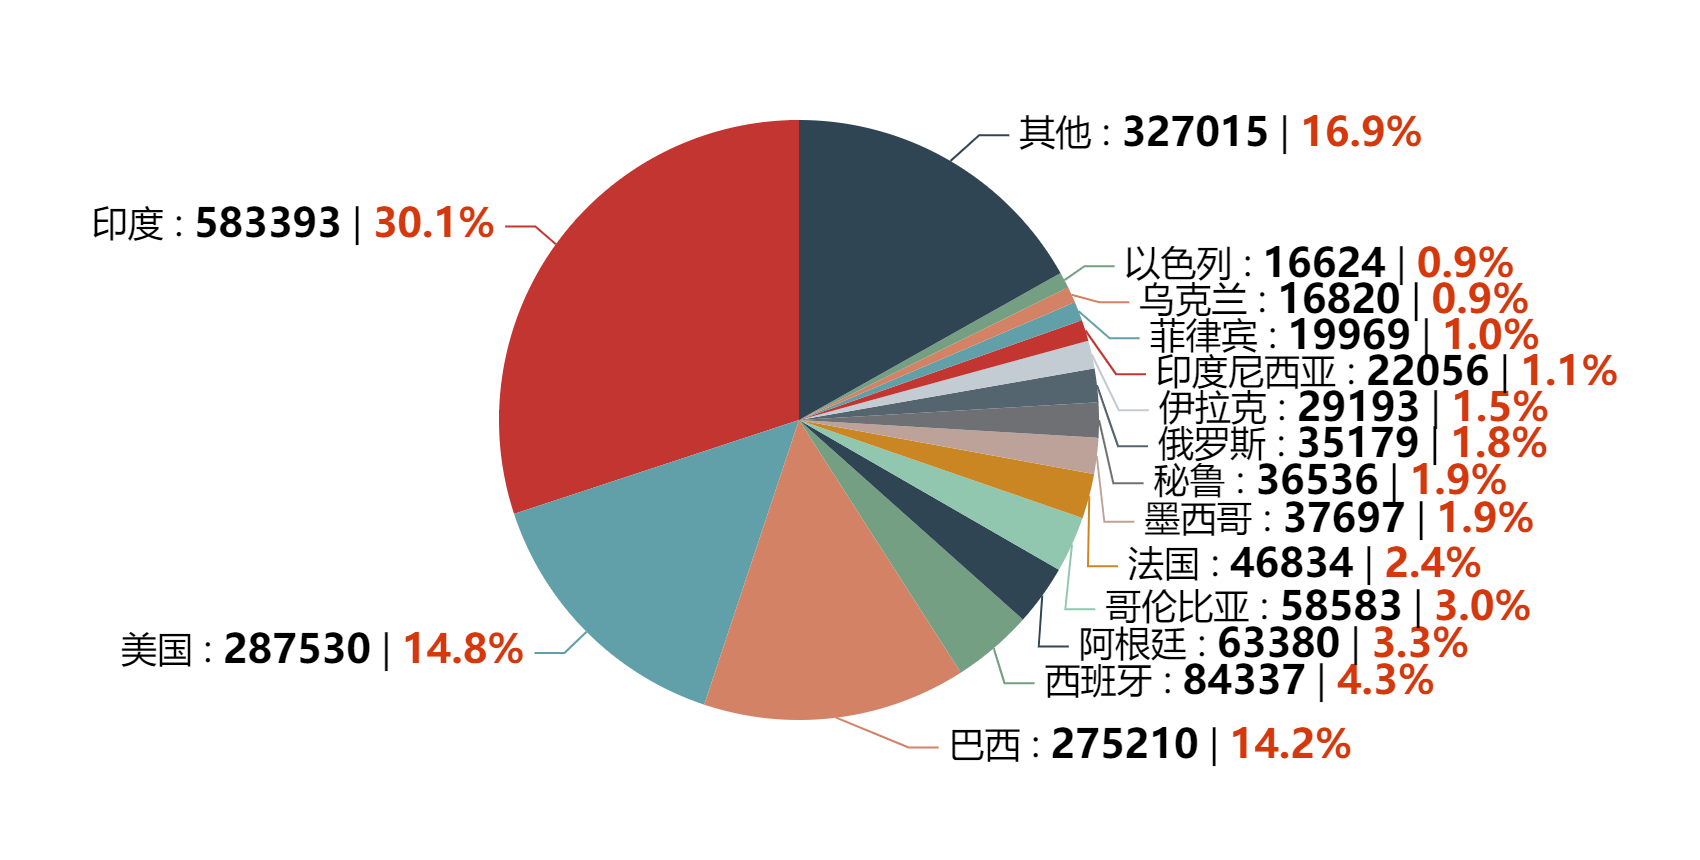 其他 : 327015 | 16.9%
印度 : 583393 | 30.1%
以色列 : 16624 | 0.9%
乌克兰 : 16820 | 0.9%
菲律宾 : 19969 | 1.0%
印度尼西亚 : 22056 | 1.1%
伊拉克 : 29193 | 1.5%
俄罗斯 : 35179 | 1.8%
秘鲁 : 36536 | 1.9%
墨西哥 : 37697 | 1.9%
法国 : 46834 | 2.4%
哥伦比亚 : 58583 | 3.0%
阿根廷 : 63380 | 3.3%
美国 : 287530 | 14.8%
西班牙 : 84337 | 4.3%
巴西 : 275210 | 14.2%